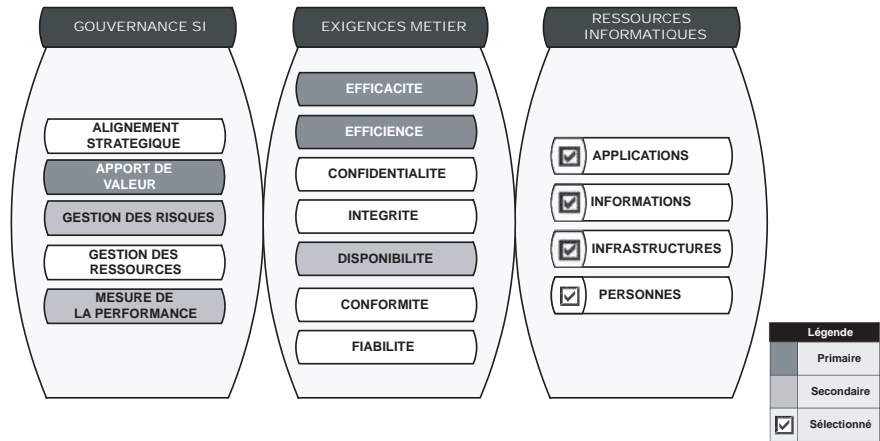 GOUVERNANCE SI
ALIGNEMENT
STRATEGIQUE
APPORT DE
VALEUR
GESTION DES RISQUES
GESTION DES
RESSOURCES
MESURE DE
LA PERFORMANCE
EXIGENCES METIER
EFFICACITE
EFFICIENCE
CONFIDENTIALITE
INTEGRITE
DISPONIBILITE
CONFORMITE
FIABILITE
RESSOURCES
INFORMATIQUES
APPLICATIONS
INFORMATIONS
INFRASTRUCTURES
PERSONNES
Légende
Primaire
Secondaire
Sélectionné